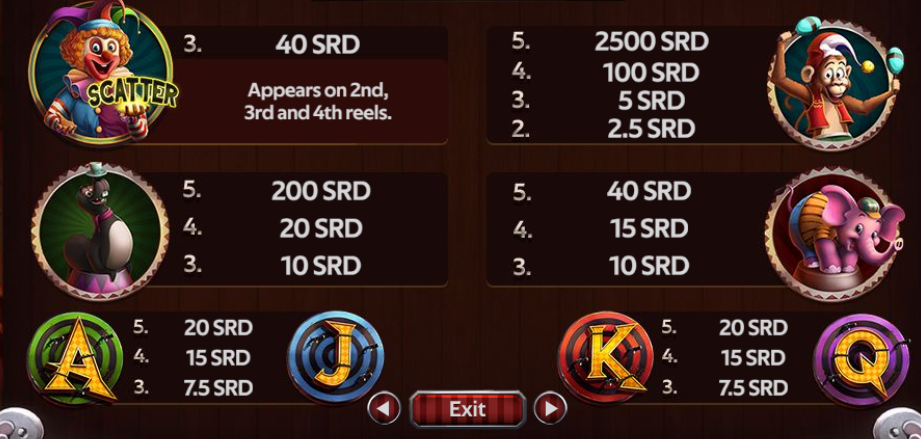 SCATTER
3. 40 SRD
Appears on 2nd,
3rd and 4th reels.
5. 2500 SRD
4. 100 SRD
3. 5 SRD
2. 2.5 SRD
5. 200 SRD
4. 20 SRD
3. 10 SRD
5. 40 SRD
4. 15 SRD
3. 10 SRD
A
5. 20 SRD
4. 15 SRD
3. 7.5 SRD
J
K
5. 20 SRD
4. 15 SRD
3. 7.5 SRD
Q
Exit